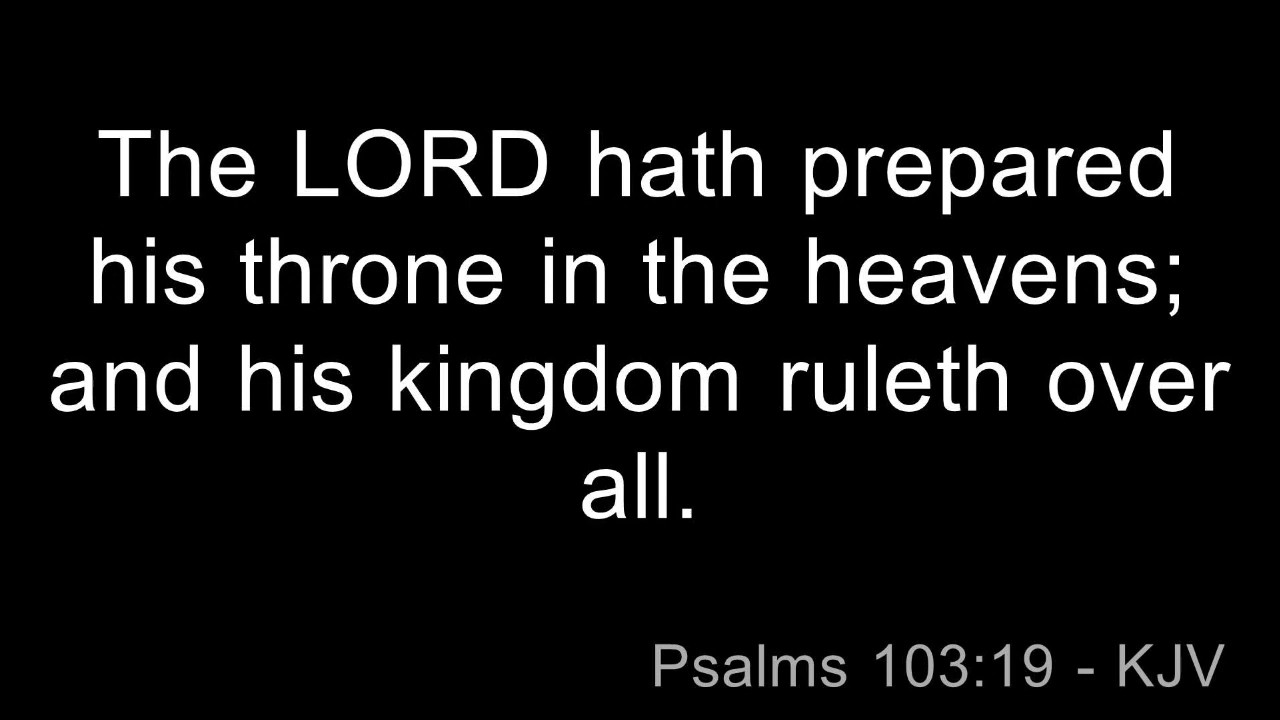 The LORD hath prepared
his throne in the heavens;
and his kingdom ruleth over
all.
Psalms 103:19 - KJV